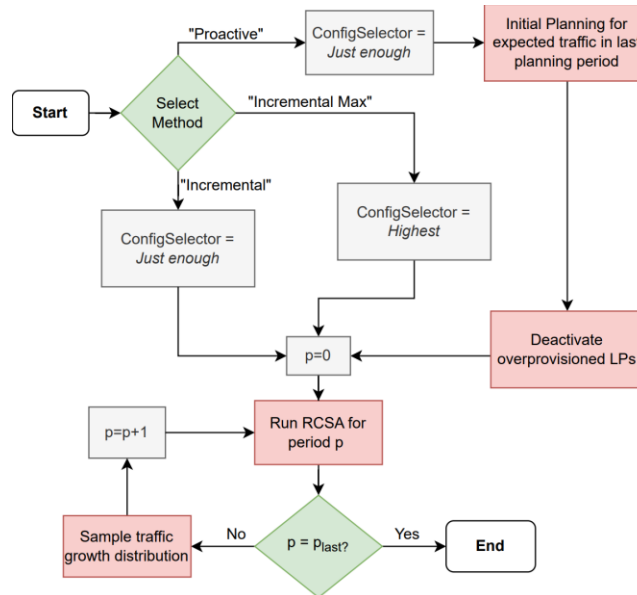 "Proactive"
ConfigSelector =
Just enough
Initial Planning for
expected traffic in last
planning period
Start
Select
Method
"Incremental Max"
"Incremental"
ConfigSelector =
Just enough
ConfigSelector =
Highest
p=0
Deactivate
overprovisioned LPs
p=p+1
Run RCSA for
period p
Sample traffic
growth distribution
No
p = plast?
Yes
End